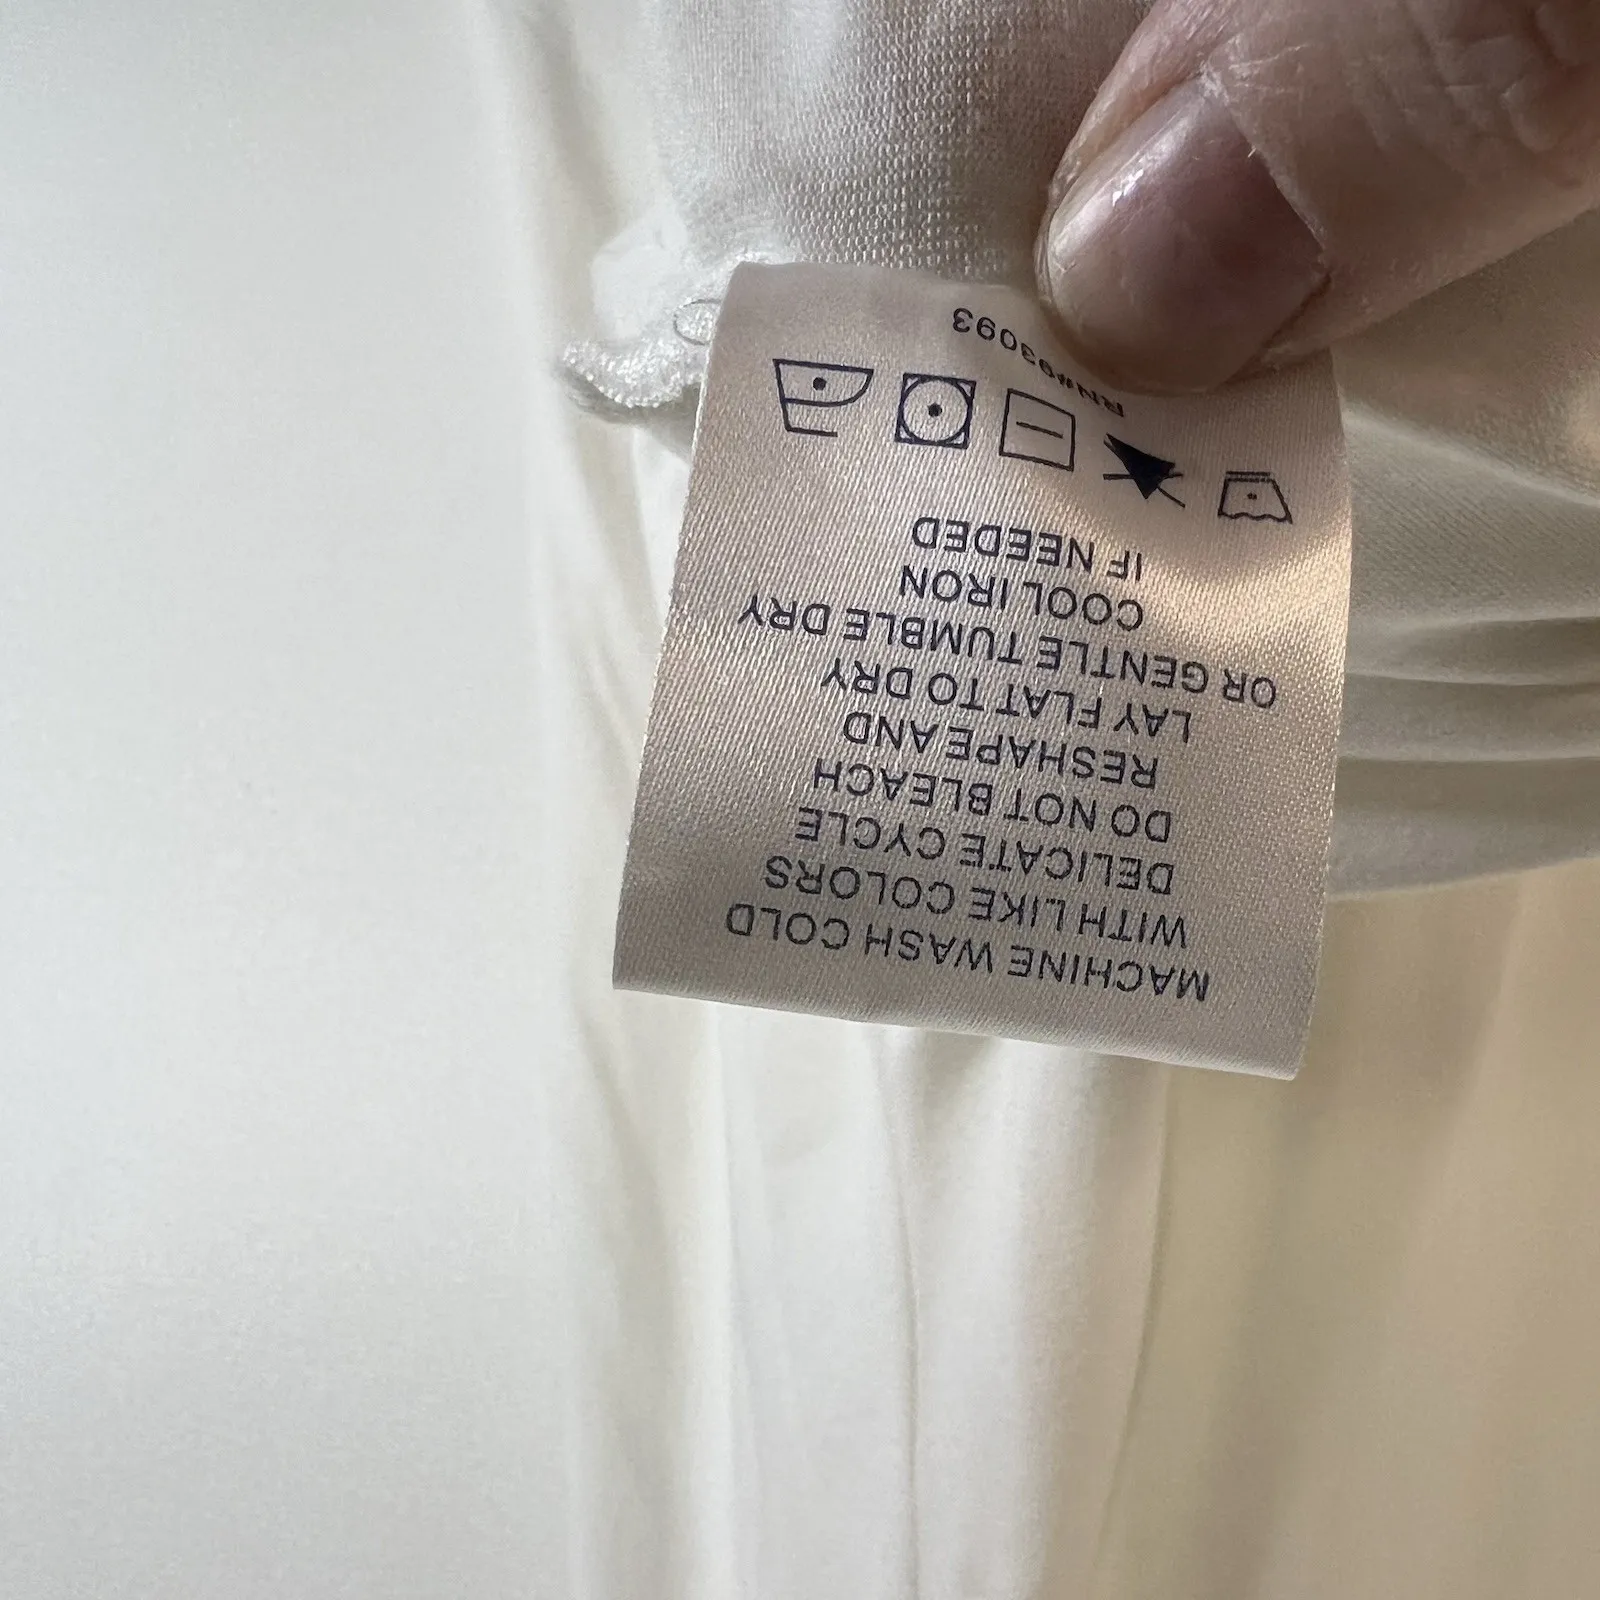 MACHINE WASH COLD
WITH LIKE COLORS
DELICATE CYCLE
DO NOT BLEACH
RESHAPE AND
LAY FLAT TO DRY
OR GENTLE TUMBLE DRY
COOL IRON
IF NEEDED
RN#93093